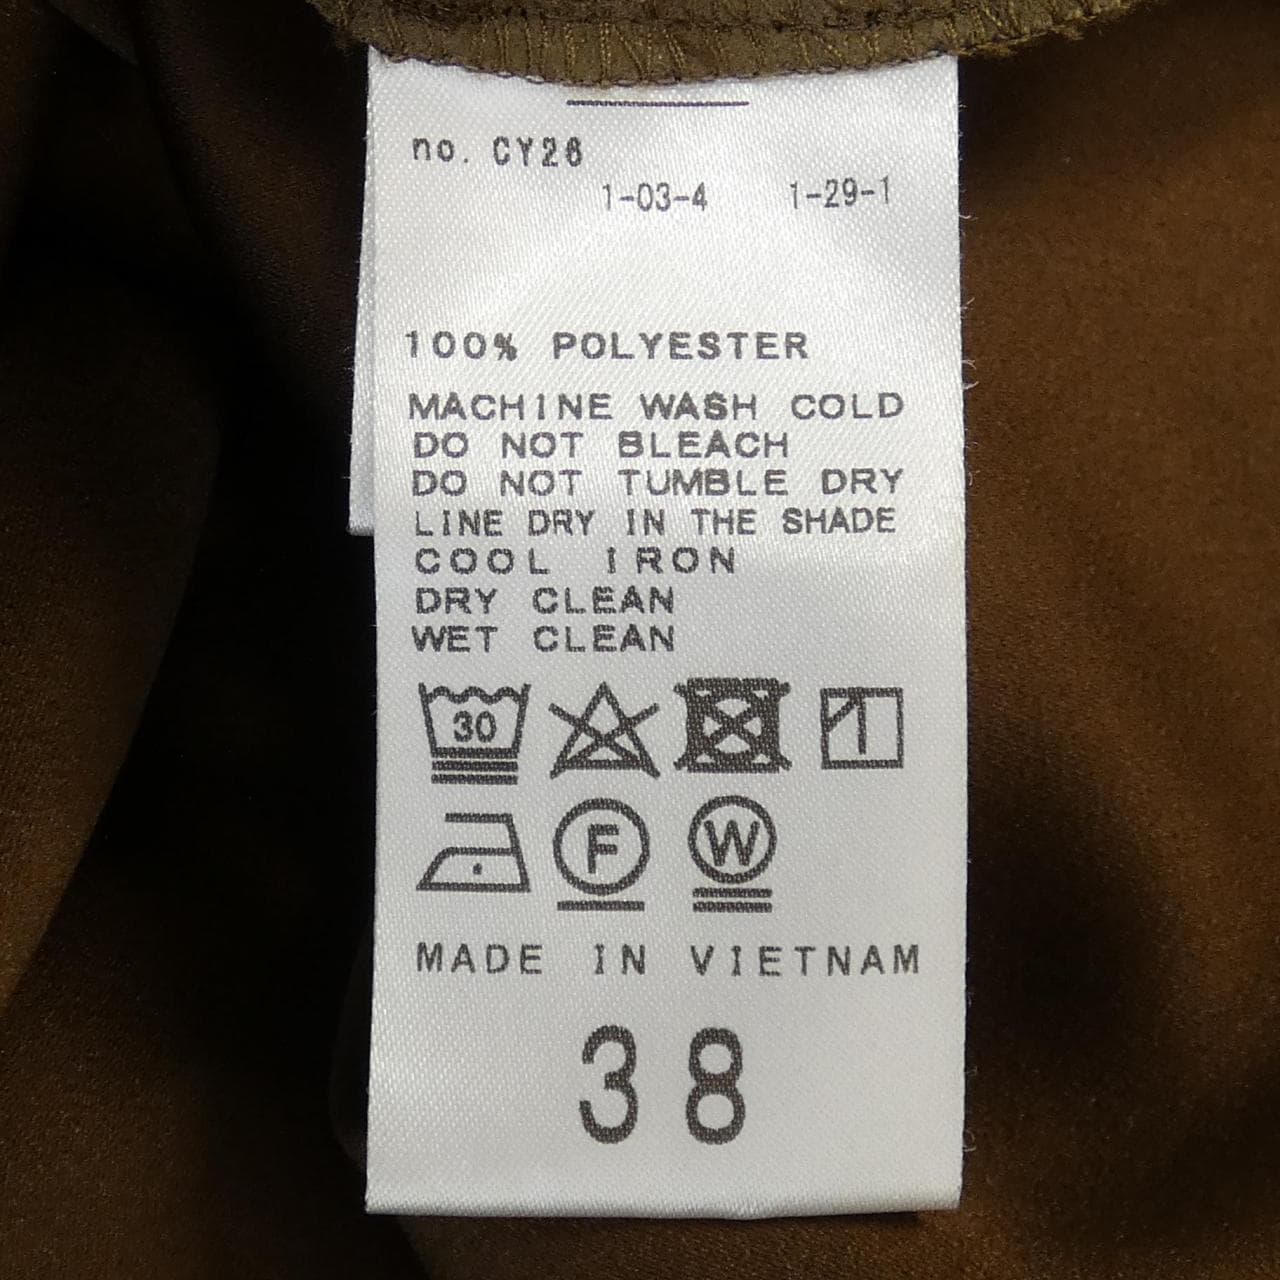 no. CY26
1-03-4 1-29-1
100% POLYESTER
MACHINE WASH COLD
DO NOT BLEACH
DO NOT TUMBLE DRY
LINE DRY IN THE SHADE
COOL IRON
DRY CLEAN
WET CLEAN
30
F W
MADE IN VIETNAM
38